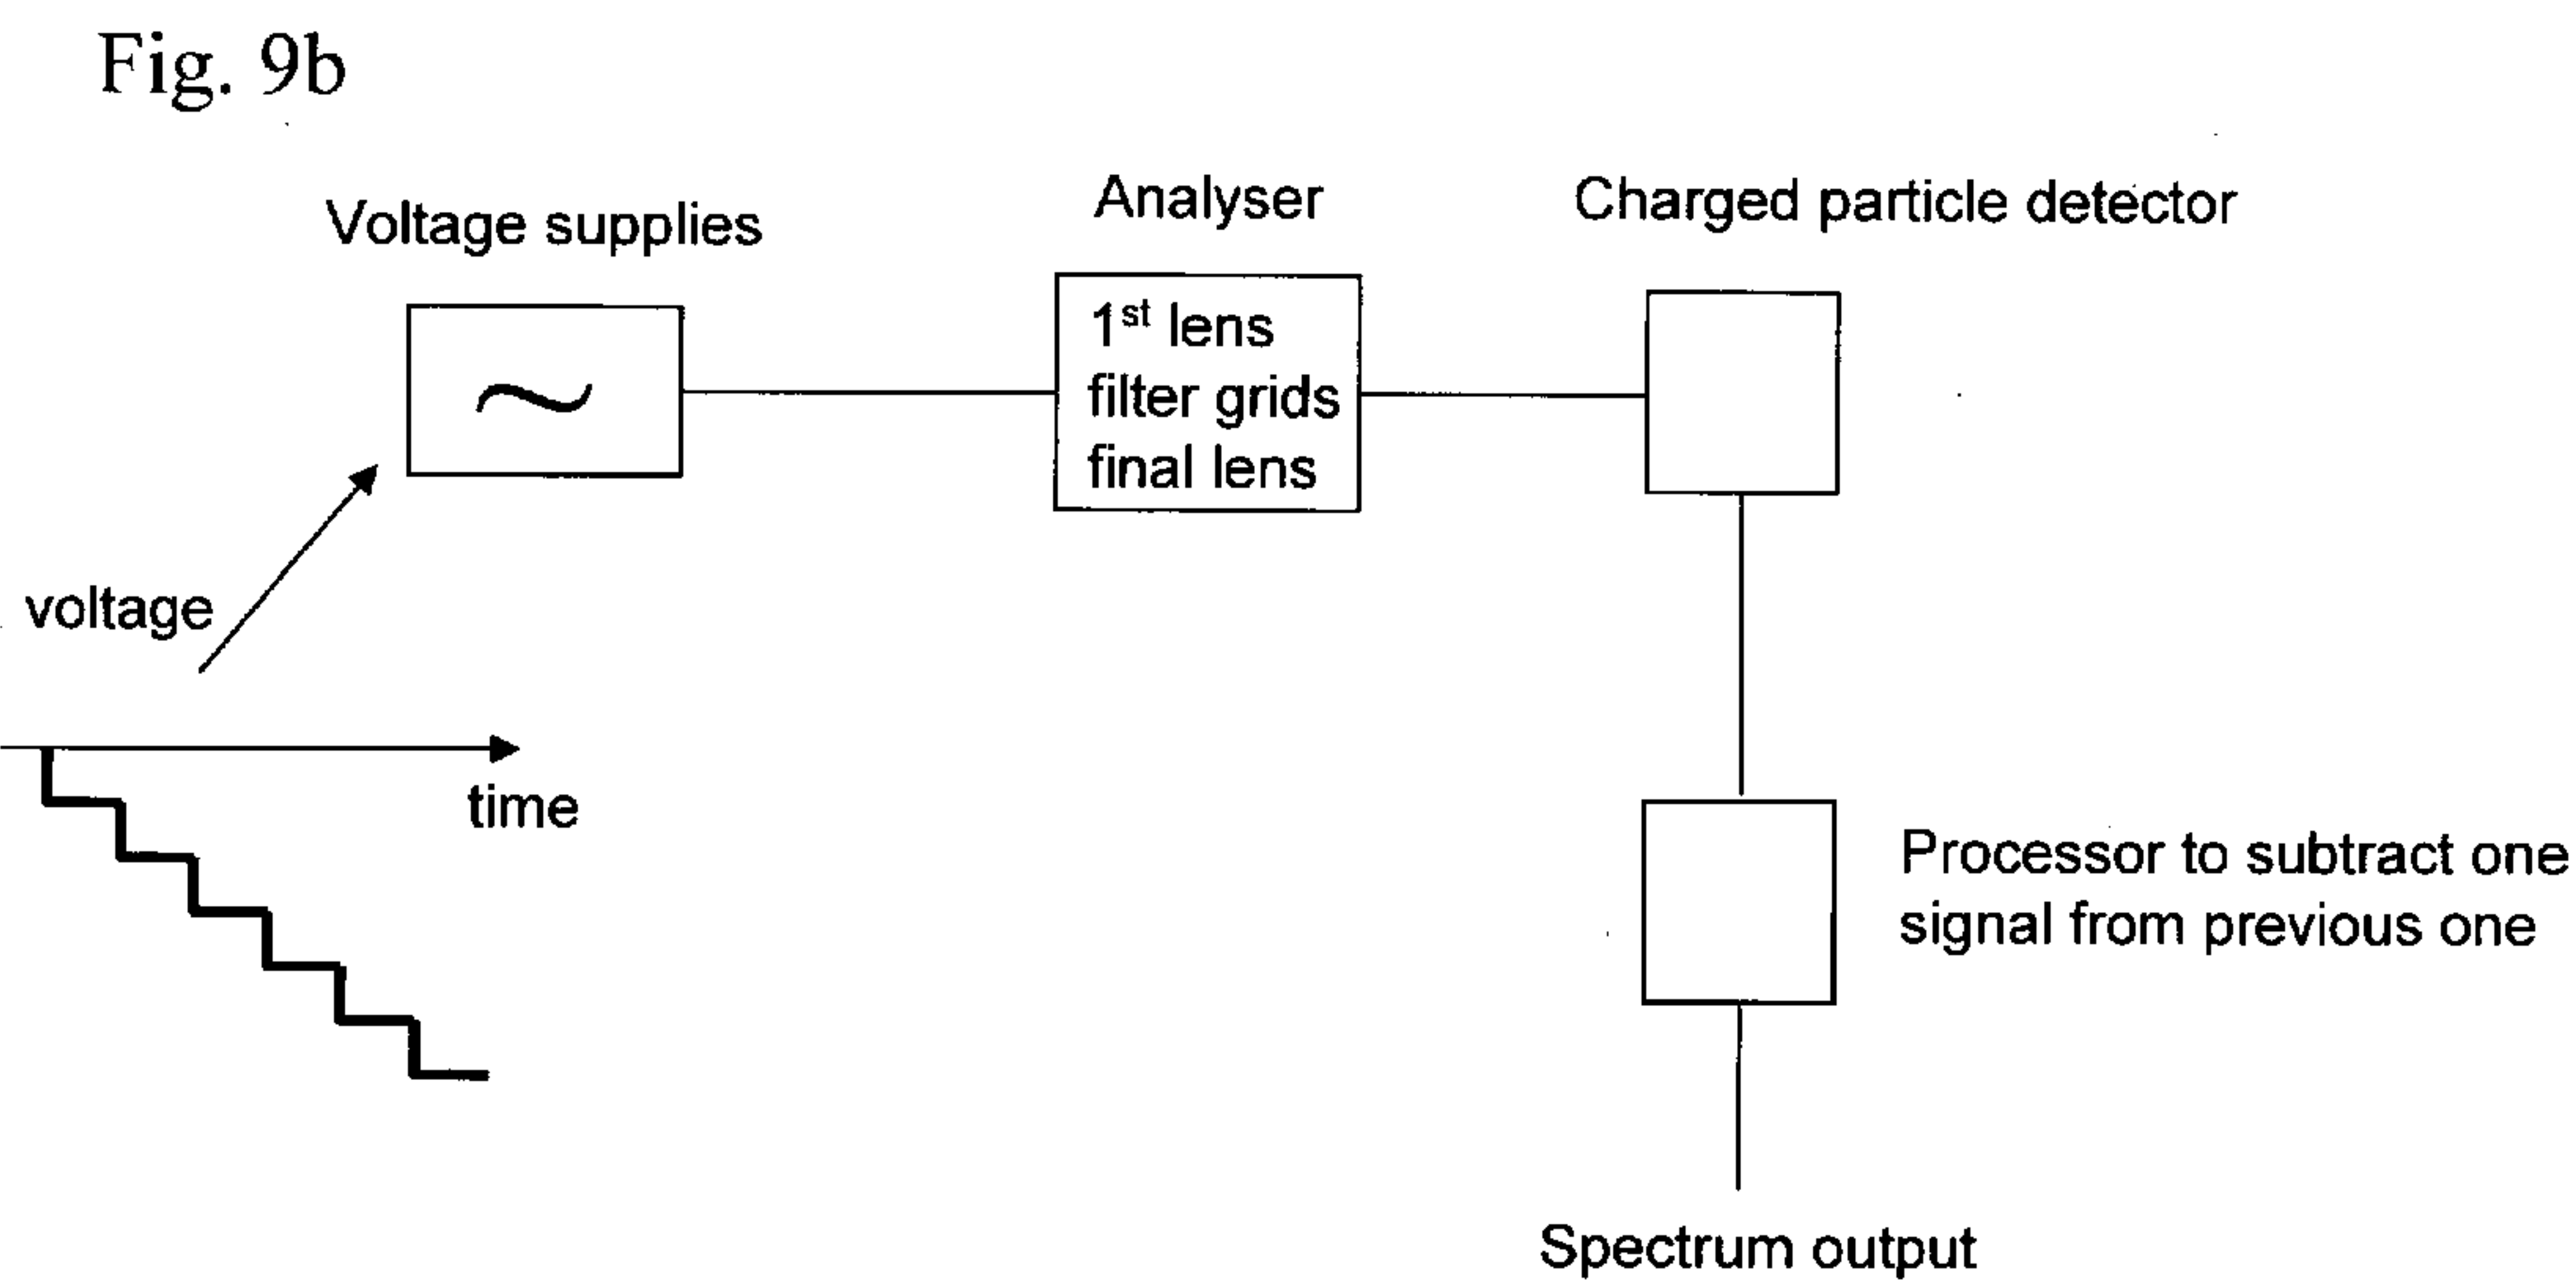 Fig. 9b
Voltage supplies
Analyser
Charged particle detector
~
1st lens
filter grids
final lens
voltage
time
Processor to subtract one
signal from previous one
Spectrum output